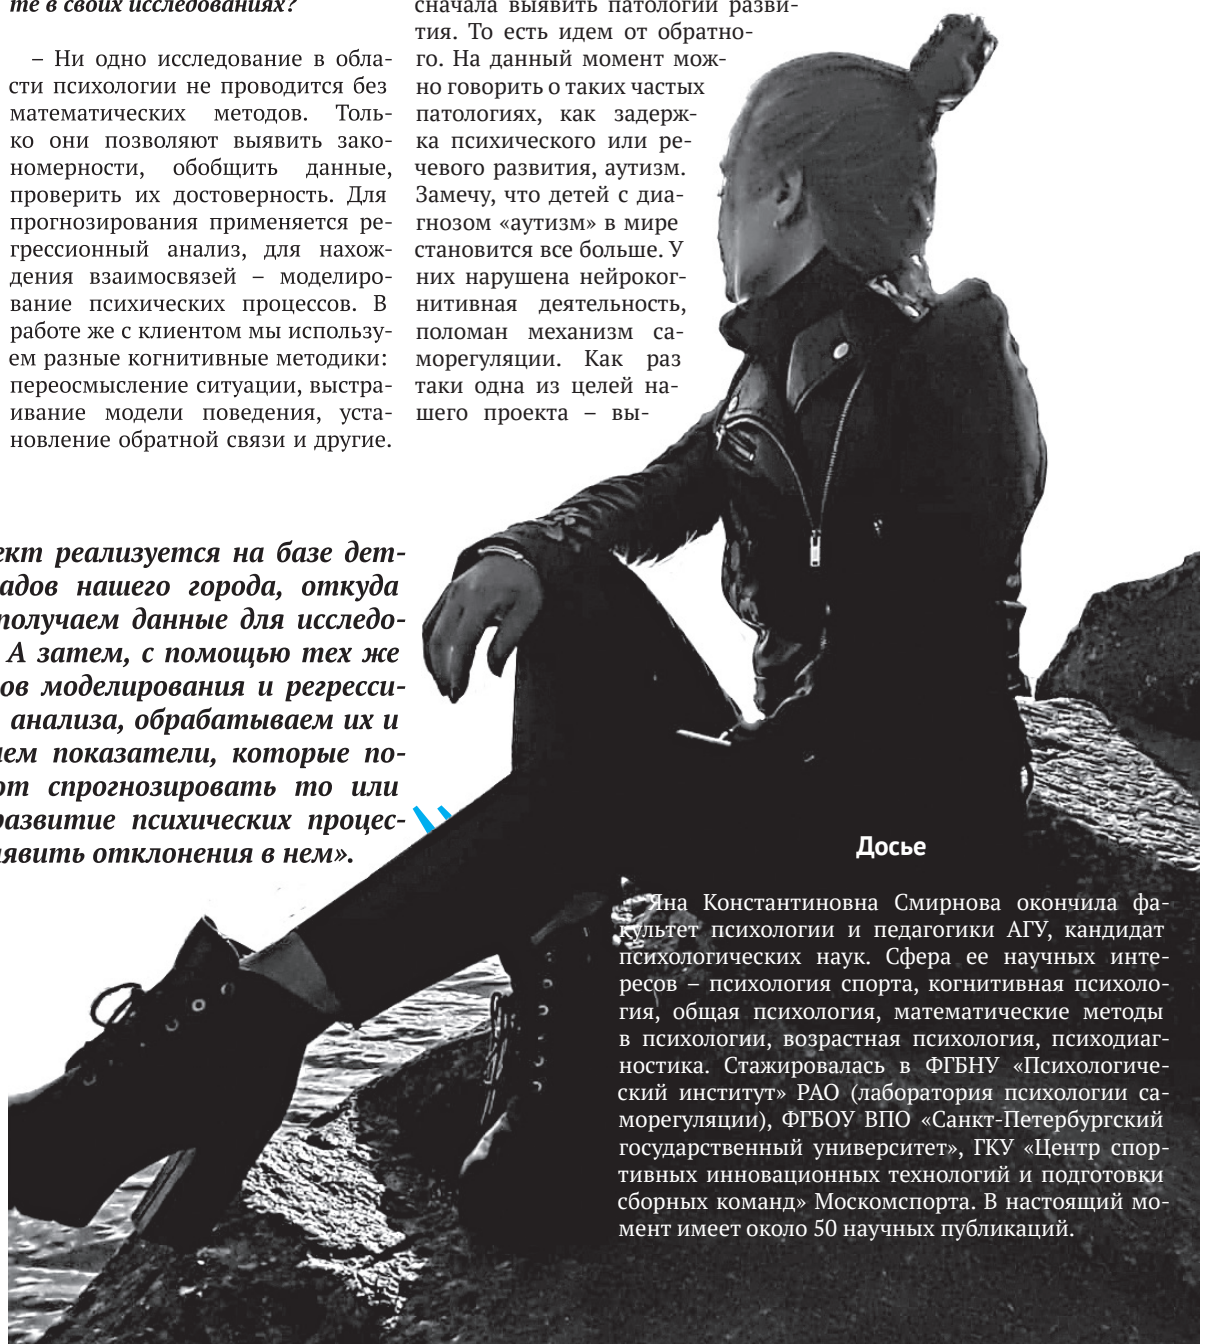 те в своих исследованиях?
– Ни одно исследование в обла-
сти психологии не проводится без
математических методов. Толь-
ко они позволяют выявить зако-
номерности, обобщить данные,
проверить их достоверность. Для
прогнозирования применяется ре-
грессионный анализ, для нахож-
дения взаимосвязей – моделиро-
вание психических процессов. В
работе же с клиентом мы использу-
ем разные когнитивные методики:
переосмысление ситуации, выстра-
ивание модели поведения, уста-
новление обратной связи и другие.
сначала выявить патологии разви-
тия. То есть идем от обратно-
го. На данный момент мож-
но говорить о таких частых
патологиях, как задерж-
ка психического или ре-
чевого развития, аутизм.
Замечу, что детей с диа-
гнозом «аутизм» в мире
становится все больше. У
них нарушена нейроког-
нитивная деятельность,
поломан механизм са-
морегуляции. Как раз
таки одна из целей на-
шего проекта – вы-
ект реализуется на базе дет-
адов нашего города, откуда
получаем данные для исследо-
А затем, с помощью тех же
ов моделирования и регресси-
анализа, обрабатываем их и
ем показатели, которые по-
от спрогнозировать то или
развитие психических процес-
явить отклонения в нем».
Досье
Яна Константиновна Смирнова окончила фа-
культет психологии и педагогики АГУ, кандидат
психологических наук. Сфера ее научных инте-
ресов – психология спорта, когнитивная психоло-
гия, общая психология, математические методы
в психологии, возрастная психология, психодиаг-
ностика. Стажировалась в ФГБНУ «Психологиче-
ский институт» РАО (лаборатория психологии са-
морегуляции), ФГБОУ ВПО «Санкт-Петербургский
государственный университет», ГКУ «Центр спор-
тивных инновационных технологий и подготовки
сборных команд» Москомспорта. В настоящий мо-
мент имеет около 50 научных публикаций.